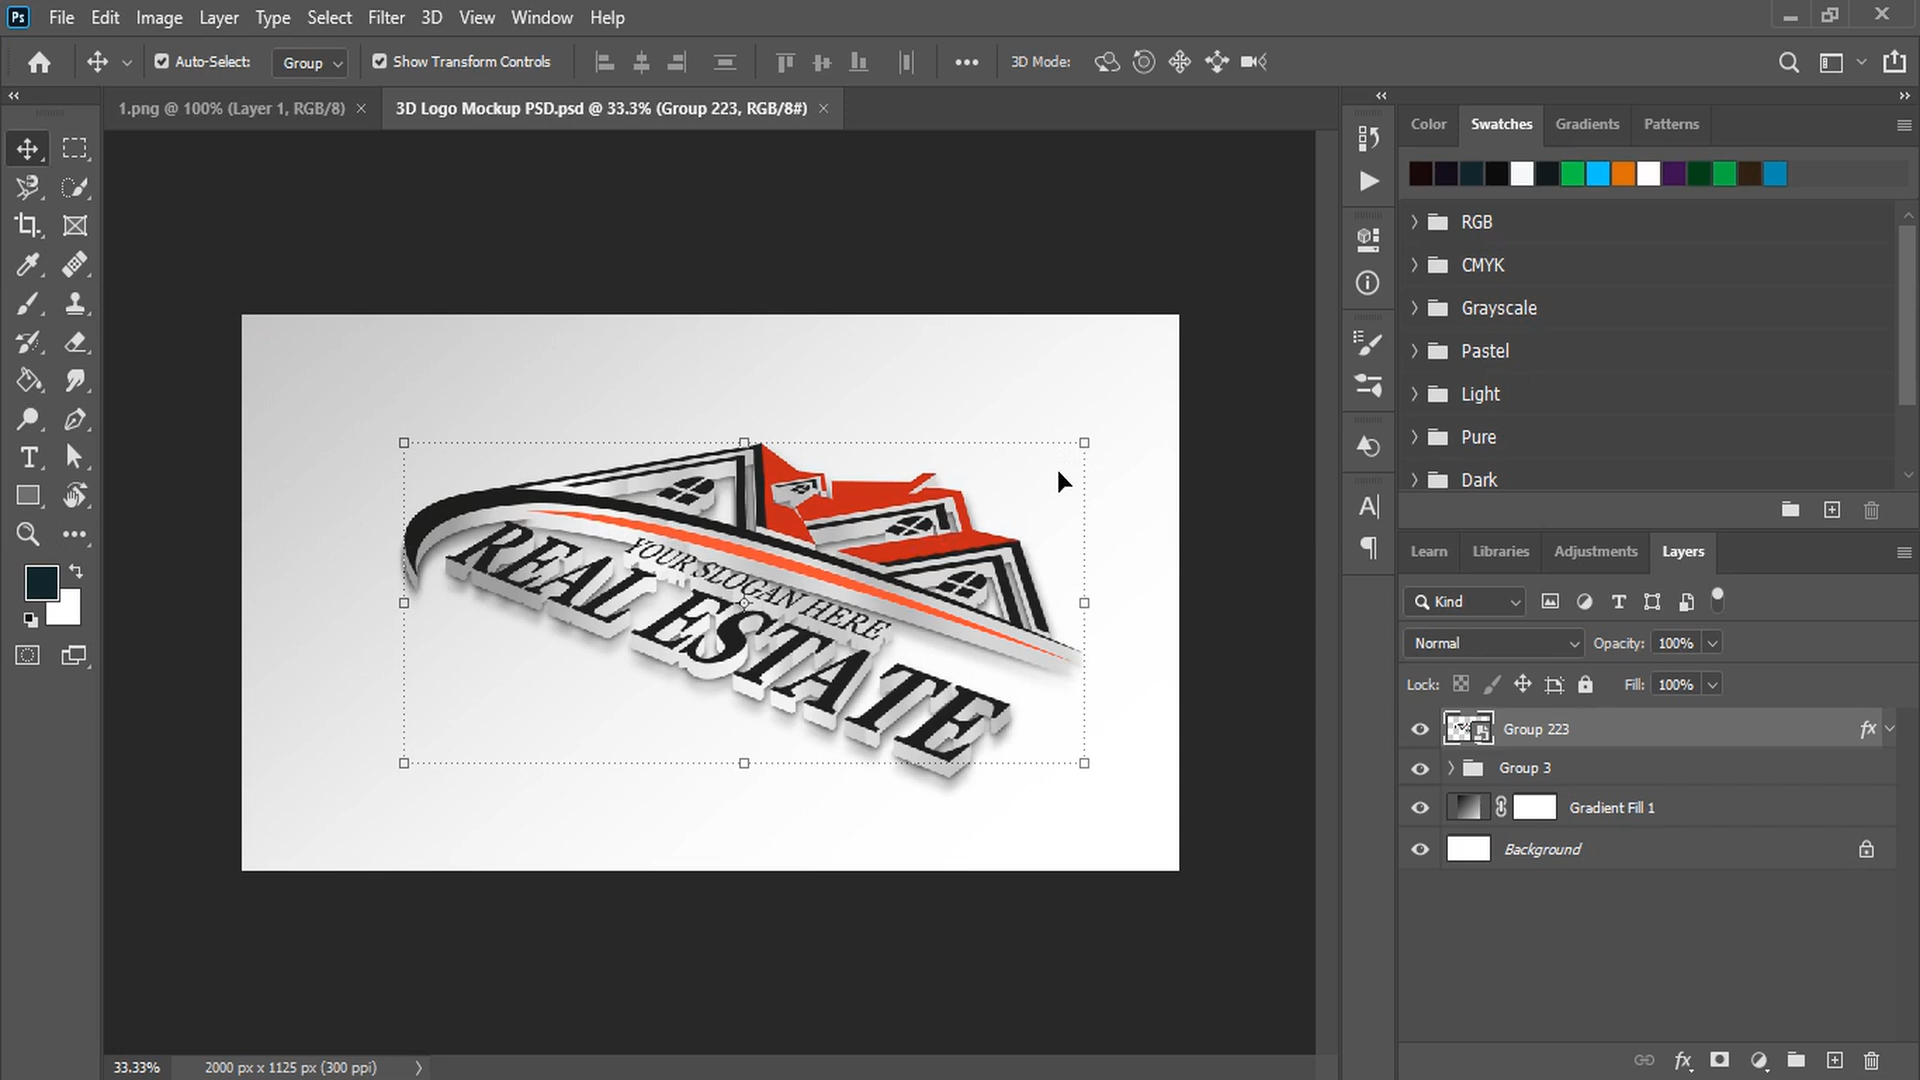 Ps File Edit Image Layer Type Select Filter 3D View Window Help
Auto-Select: Group Show Transform Controls 3D Mode:
1.png @ 100% (Layer 1, RGB/8) 3D Logo Mockup PSD.psd @ 33.3% (Group 223, RGB/8#)
Color Swatches Gradients Patterns
RGB
CMYK
Grayscale
Pastel
Light
Pure
Dark
YOUR SLOGAN HERE
REAL ESTATE
Learn Libraries Adjustments Layers
Kind
Normal Opacity: 100%
Lock: Fill: 100%
Group 223 fx
Group 3
Gradient Fill 1
Background
33.33% 2000 px x 1125 px (300 ppi)
fx